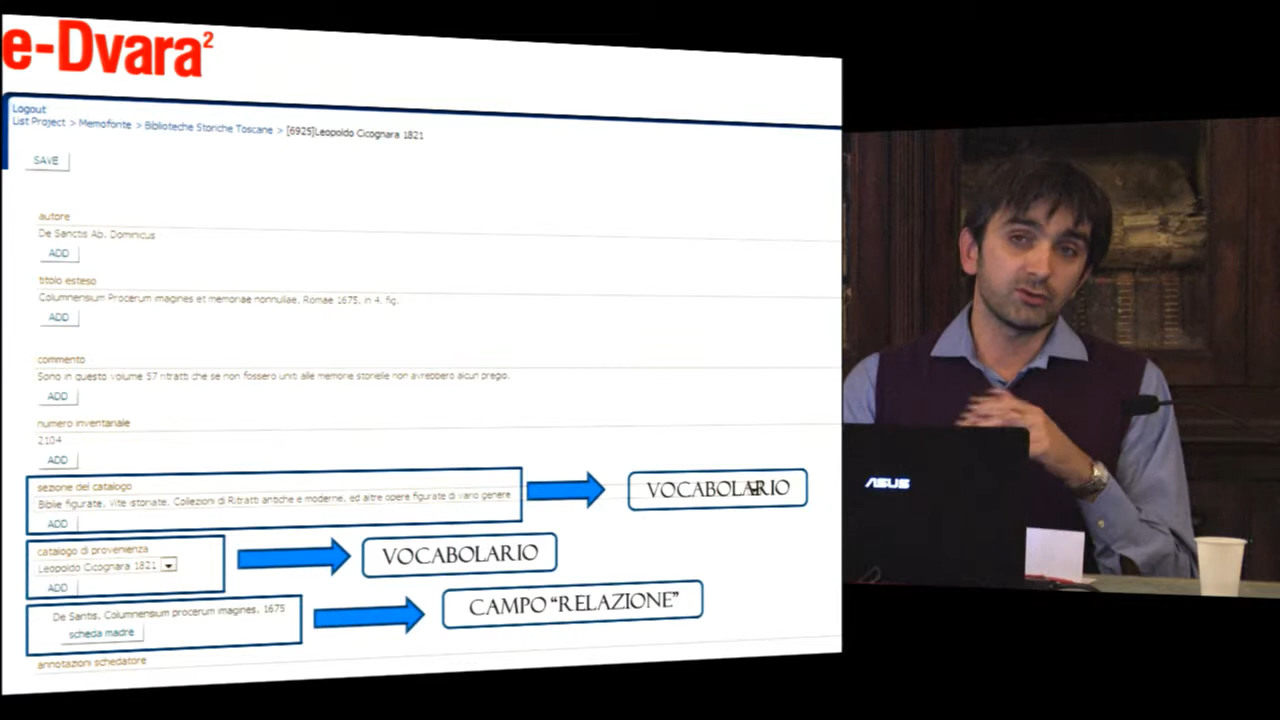 e-Dvara²
Logout
List Project > Memofonte > Biblioteche Storiche Toscane > [6925]Leopoldo Cicognara 1821
SAVE
autore
De Sanctis Ab. Dominicus
ADD
titolo esteso
Columnensium Procerum imagines et memoriae nonnullae. Romae 1675, in 4. fig.
ADD
commento
Sono in questo volume 57 ritratti che se non fossero uniti alle memorie storielle non avrebbero alcun pregio.
ADD
numero inventariale
2104
ADD
sezione del catalogo
Biblie figurate, Vite istoriate, Collezioni di Ritratti antiche e moderne, ed altre opere figurate di vario genere
ADD
VOCABOLARIO
catalogo di provenienza
Leopoldo Cicognara 1821
ADD
VOCABOLARIO
De Santis, Columnensium procerum imagines, 1675
scheda madre
CAMPO "RELAZIONE"
annotazioni schedatore
ASUS